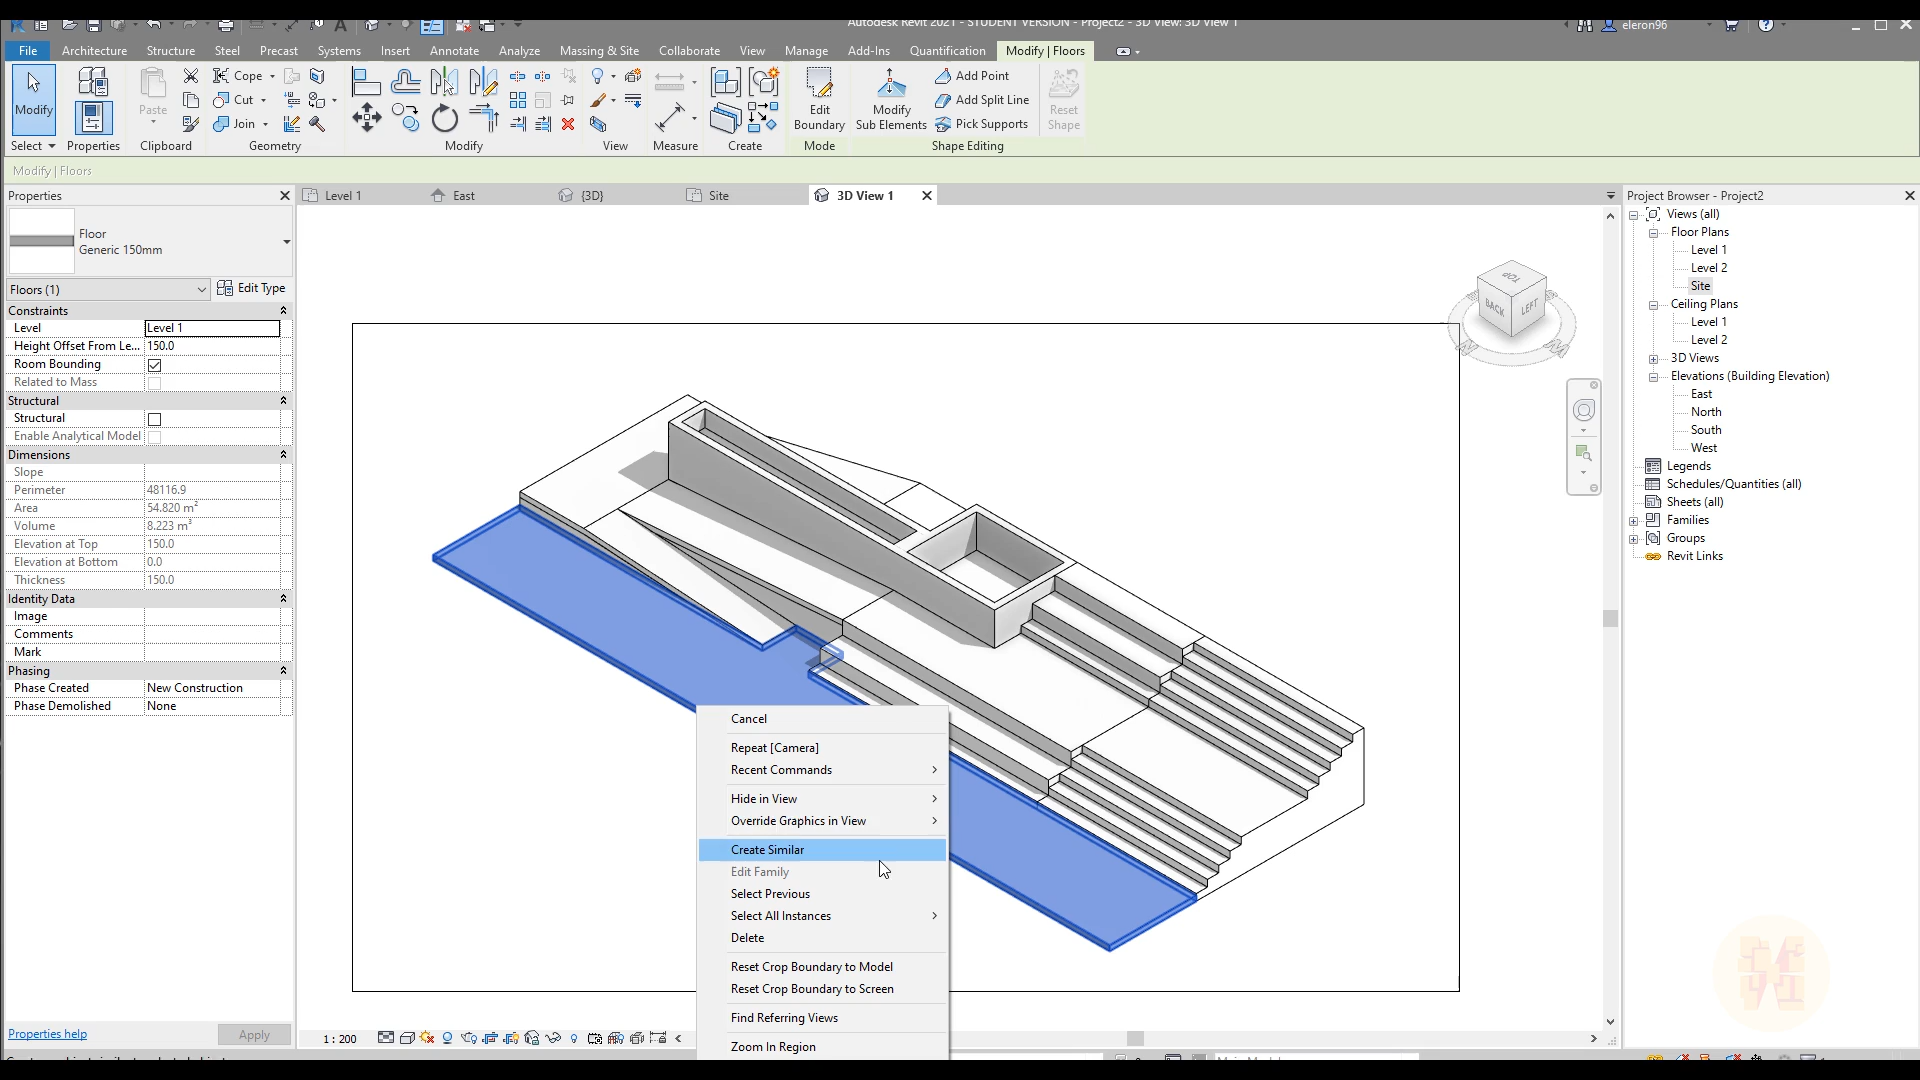 Autodesk Revit 2021 - STUDENT VERSION - Project2 - 3D View: 3D View 1
eleron96
File Architecture Structure Steel Precast Systems Insert Annotate Analyze Massing & Site Collaborate View Manage Add-Ins Quantification Modify | Floors
Modify
Paste
Cope
Cut
Join
Edit Boundary
Modify Sub Elements
Add Point
Add Split Line
Pick Supports
Reset Shape
Select Properties Clipboard Geometry Modify View Measure Create Mode Shape Editing
Modify | Floors
Properties
Level 1 East {3D} Site 3D View 1
Project Browser - Project2
Floor
Generic 150mm
Floors (1) Edit Type
Constraints
Level Level 1
Height Offset From Le... 150.0
Room Bounding
Related to Mass
Structural
Structural
Enable Analytical Model
Dimensions
Slope
Perimeter 48116.9
Area 54.820 m²
Volume 8.223 m³
Elevation at Top 150.0
Elevation at Bottom 0.0
Thickness 150.0
Identity Data
Image
Comments
Mark
Phasing
Phase Created New Construction
Phase Demolished None
Properties help Apply
TOP
BACK LEFT
Cancel
Repeat [Camera]
Recent Commands
Hide in View
Override Graphics in View
Create Similar
Edit Family
Select Previous
Select All Instances
Delete
Reset Crop Boundary to Model
Reset Crop Boundary to Screen
Find Referring Views
Zoom In Region
1 : 200
Views (all)
Floor Plans
Level 1
Level 2
Site
Ceiling Plans
Level 1
Level 2
3D Views
Elevations (Building Elevation)
East
North
South
West
Legends
Schedules/Quantities (all)
Sheets (all)
Families
Groups
Revit Links